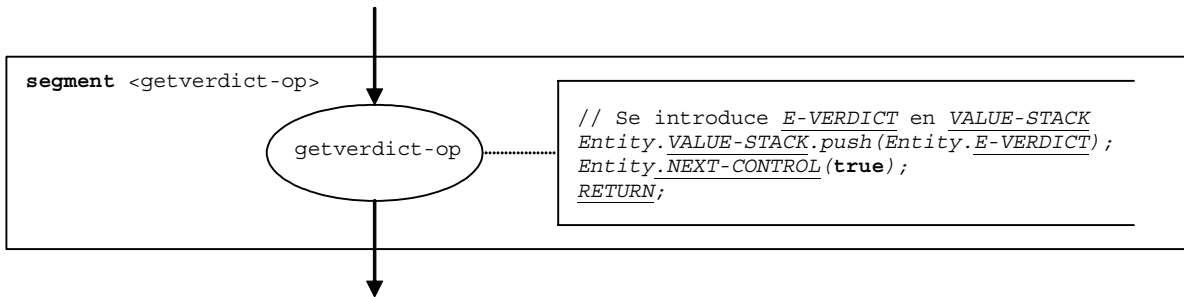 segment <getverdict-op>
getverdict-op
// Se introduce E-VERDICT en VALUE-STACK
Entity.VALUE-STACK.push(Entity.E-VERDICT);
Entity.NEXT-CONTROL(true);
RETURN;